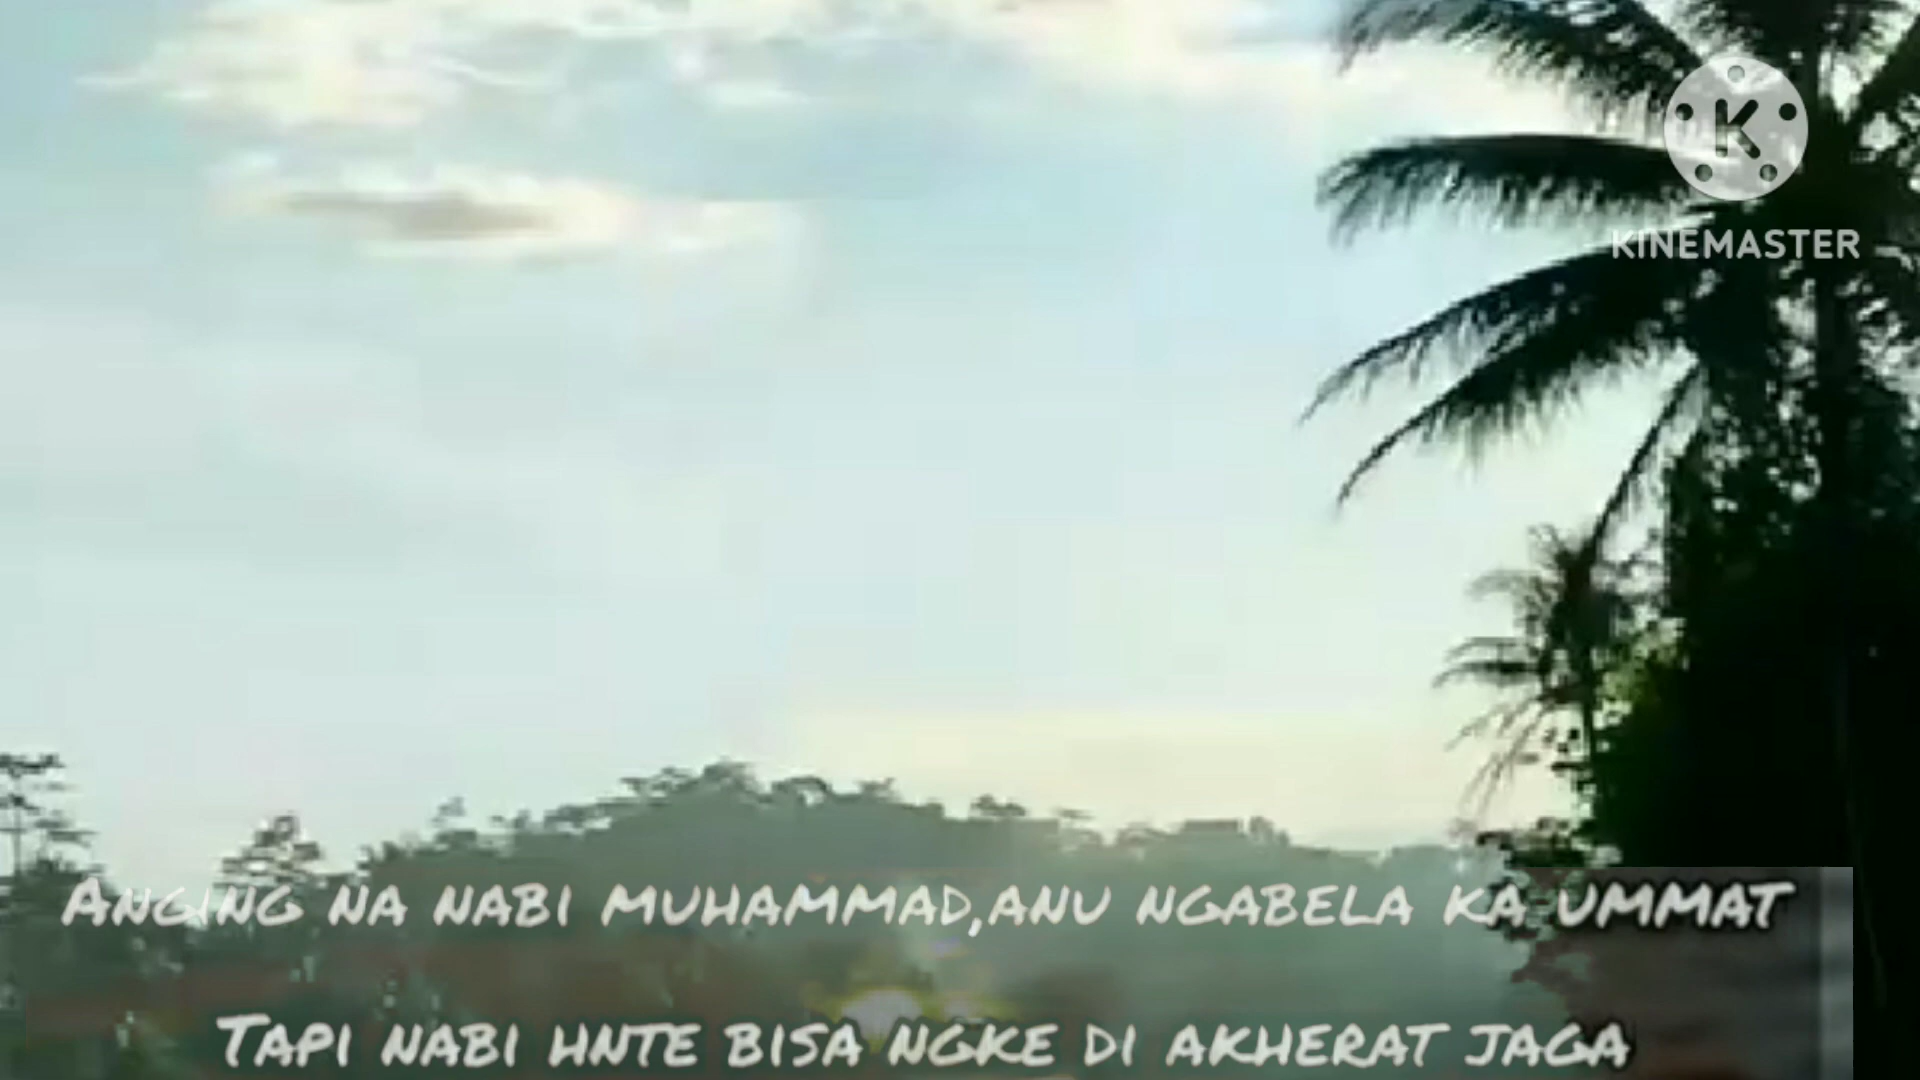 K
KINEMASTER
Anging na nabi muhammad,anu ngabela ka ummat
Tapi nabi hnte bisa ngke di akherat jaga